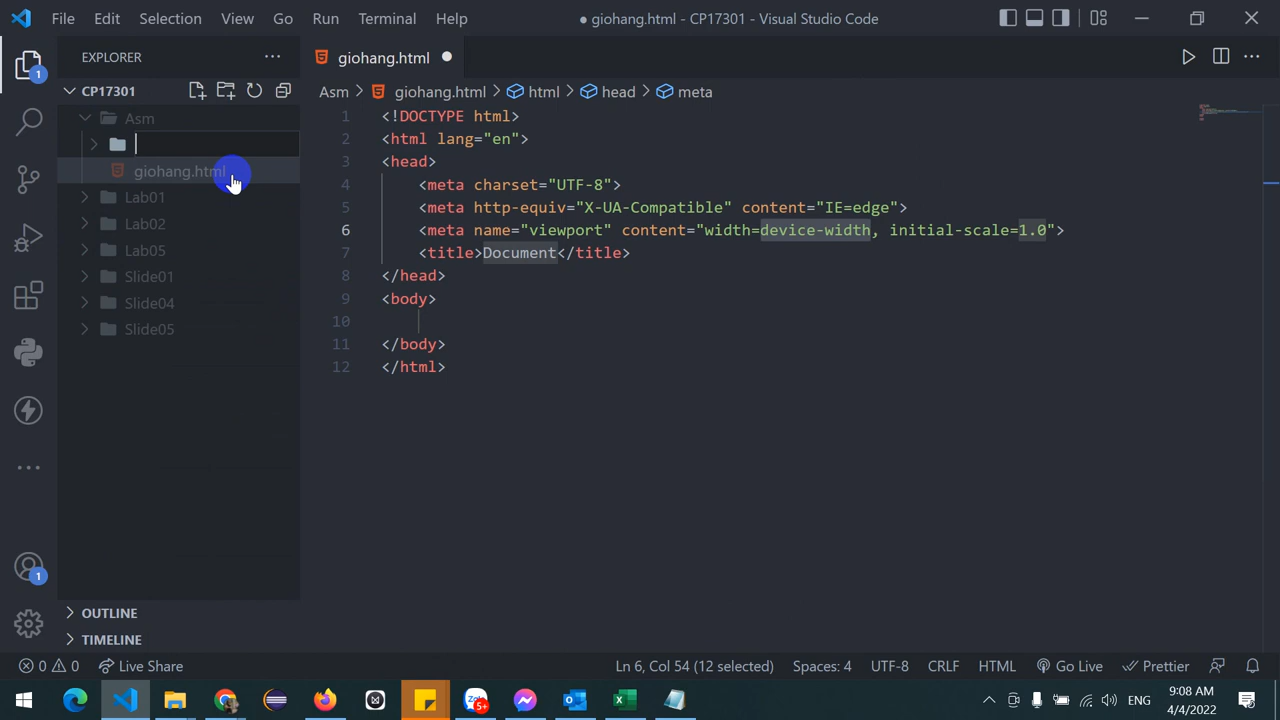 File Edit Selection View Go Run Terminal Help
● giohang.html - CP17301 - Visual Studio Code
EXPLORER
giohang.html
CP17301
Asm > giohang.html > html > head > meta
Asm
giohang.html
Lab01
Lab02
Lab05
Slide01
Slide04
Slide05
1 <!DOCTYPE html>
2 <html lang="en">
3 <head>
4 <meta charset="UTF-8">
5 <meta http-equiv="X-UA-Compatible" content="IE=edge">
6 <meta name="viewport" content="width=device-width, initial-scale=1.0">
7 <title>Document</title>
8 </head>
9 <body>
10
11 </body>
12 </html>
1
1
OUTLINE
TIMELINE
0 0 Live Share
Ln 6, Col 54 (12 selected) Spaces: 4 UTF-8 CRLF HTML Go Live Prettier
Zalo
5+
ENG
9:08 AM
4/4/2022